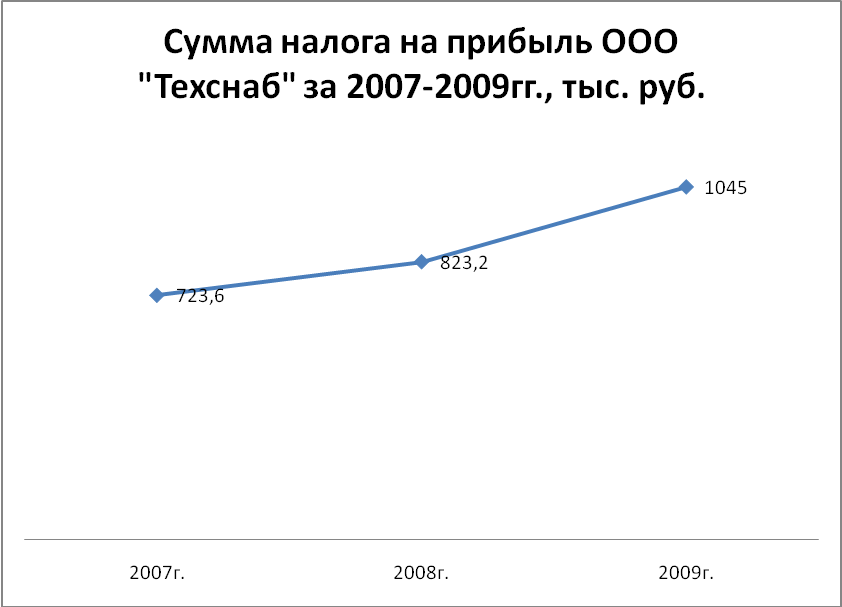 Сумма налога на прибыль ООО
"Техснаб" за 2007-2009гг., тыс. руб.
1045
823,2
723,6
2007г.
2008г.
2009г.